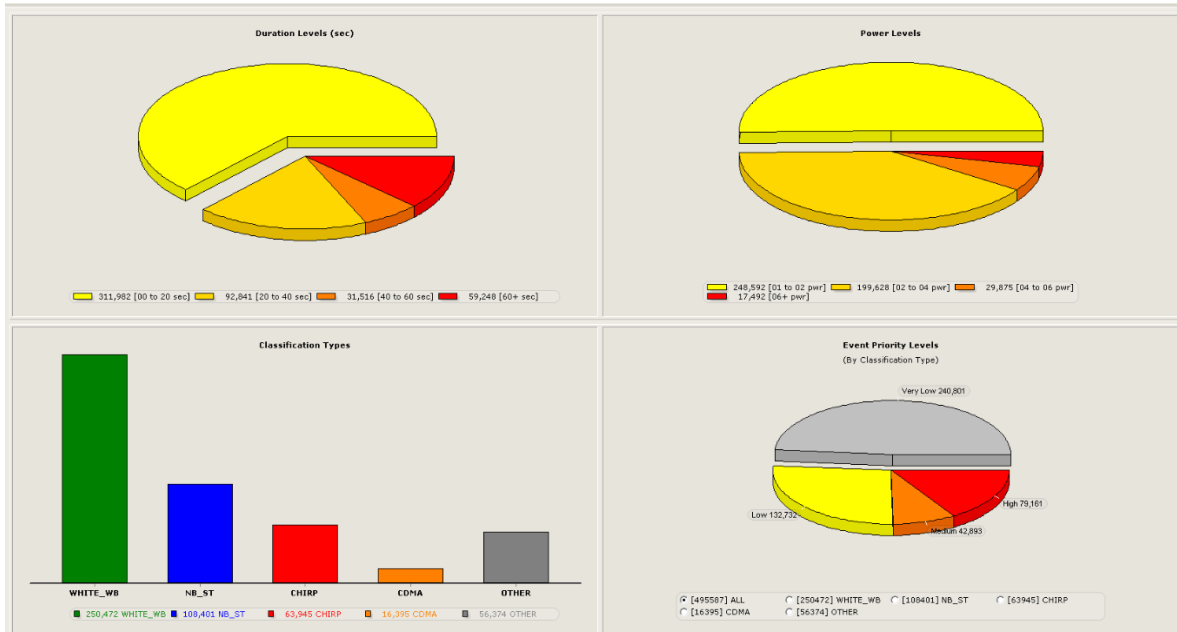 Duration Levels (sec)
311,982 [00 to 20 sec] 92,841 [20 to 40 sec] 31,516 [40 to 60 sec] 59,248 [60+ sec]
Power Levels
248,592 [01 to 02 pwr] 199,628 [02 to 04 pwr] 29,875 [04 to 06 pwr]
17,492 [06+ pwr]
Classification Types
WHITE_WB NB_ST CHIRP CDMA OTHER
250,472 WHITE_WB 108,401 NB_ST 63,945 CHIRP 16,395 CDMA 56,374 OTHER
Event Priority Levels
(By Classification Type)
Very Low 240,801
High 79,161
Low 132,732
Medium 42,893
[495587] ALL [250472] WHITE_WB [108401] NB_ST [63945] CHIRP
[16395] CDMA [56374] OTHER